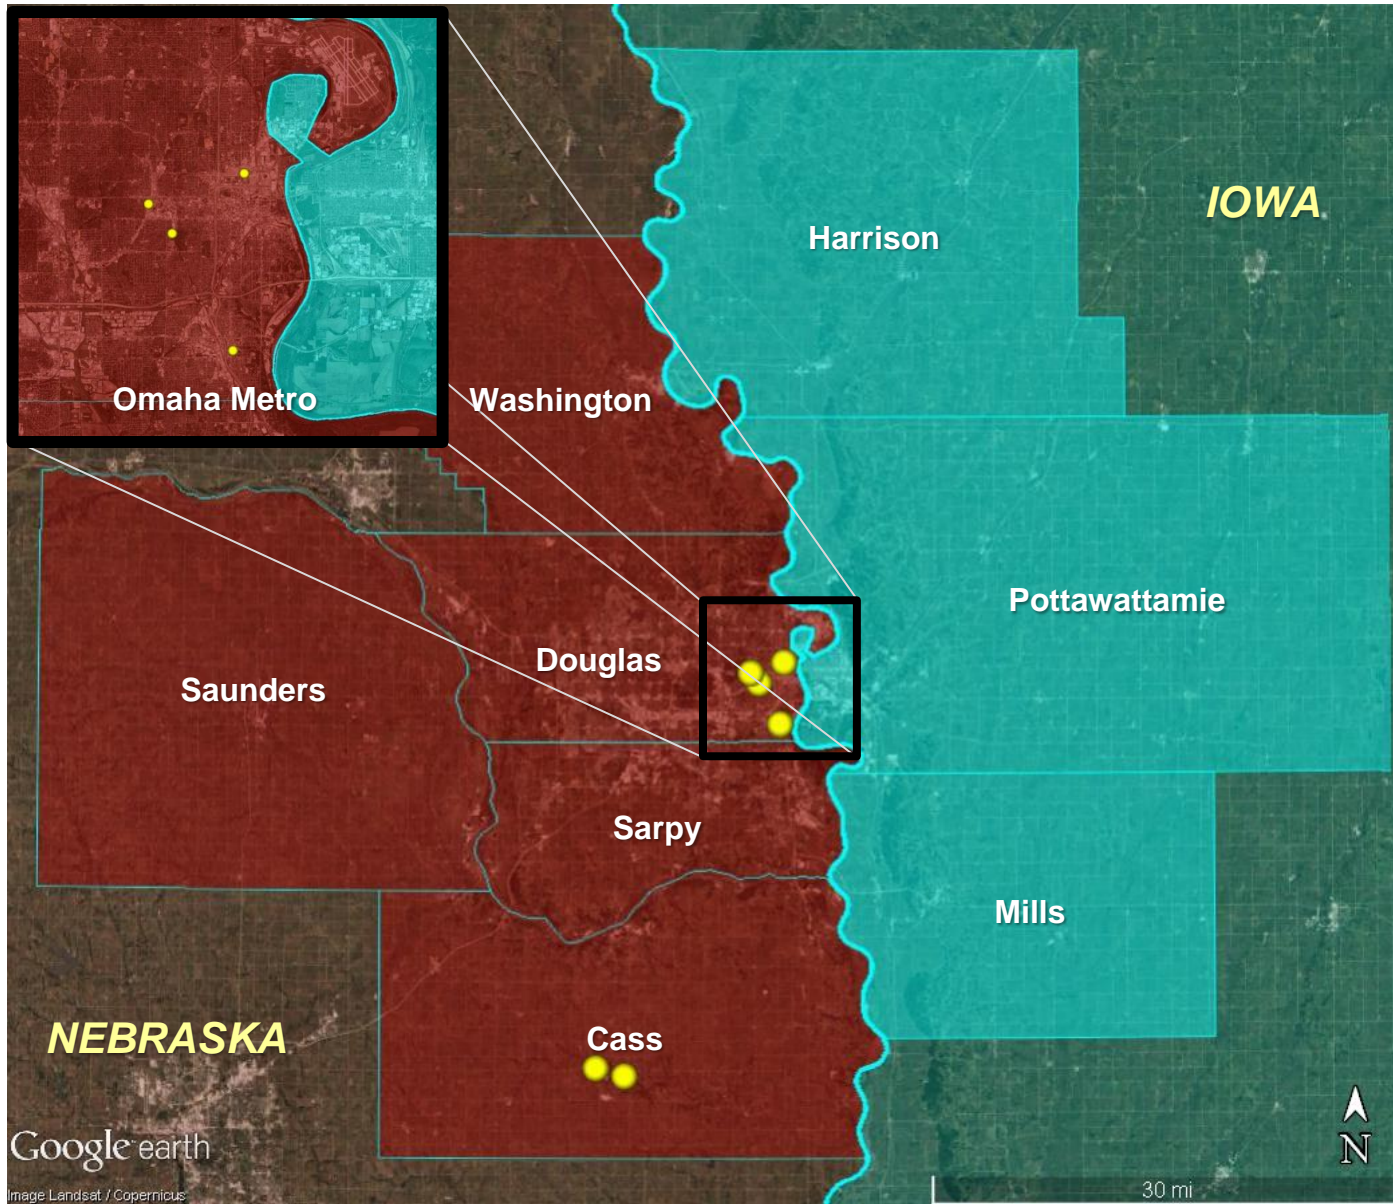 IOWA
Harrison
Omaha Metro
Washington
Pottawattamie
Douglas
Saunders
Sarpy
Mills
NEBRASKA
Cass
N
Google earth
30 mi
Image Landsat / Copernicus